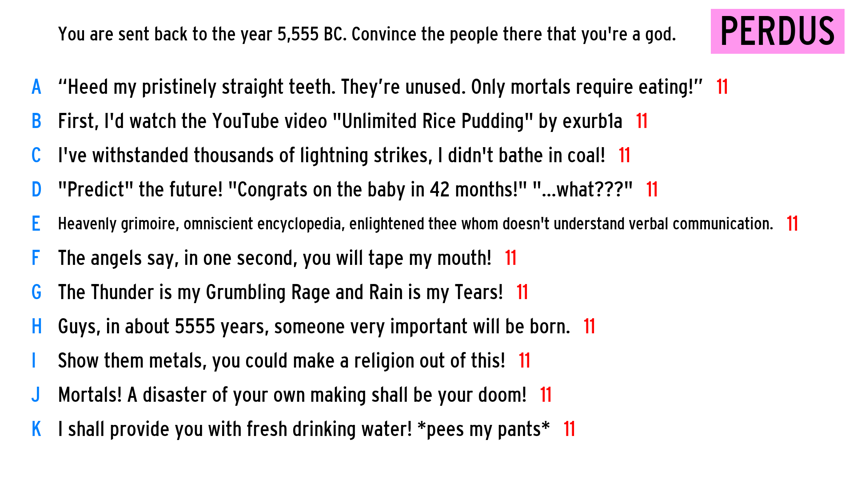 You are sent back to the year 5,555 BC. Convince the people there that you're a god.
PERDUS
A “Heed my pristinely straight teeth. They’re unused. Only mortals require eating!” 11
B First, I'd watch the YouTube video "Unlimited Rice Pudding" by exurb1a 11
C I've withstanded thousands of lightning strikes, I didn't bathe in coal! 11
D "Predict" the future! "Congrats on the baby in 42 months!" "...what???" 11
E Heavenly grimoire, omniscient encyclopedia, enlightened thee whom doesn't understand verbal communication. 11
F The angels say, in one second, you will tape my mouth! 11
G The Thunder is my Grumbling Rage and Rain is my Tears! 11
H Guys, in about 5555 years, someone very important will be born. 11
I Show them metals, you could make a religion out of this! 11
J Mortals! A disaster of your own making shall be your doom! 11
K I shall provide you with fresh drinking water! *pees my pants* 11